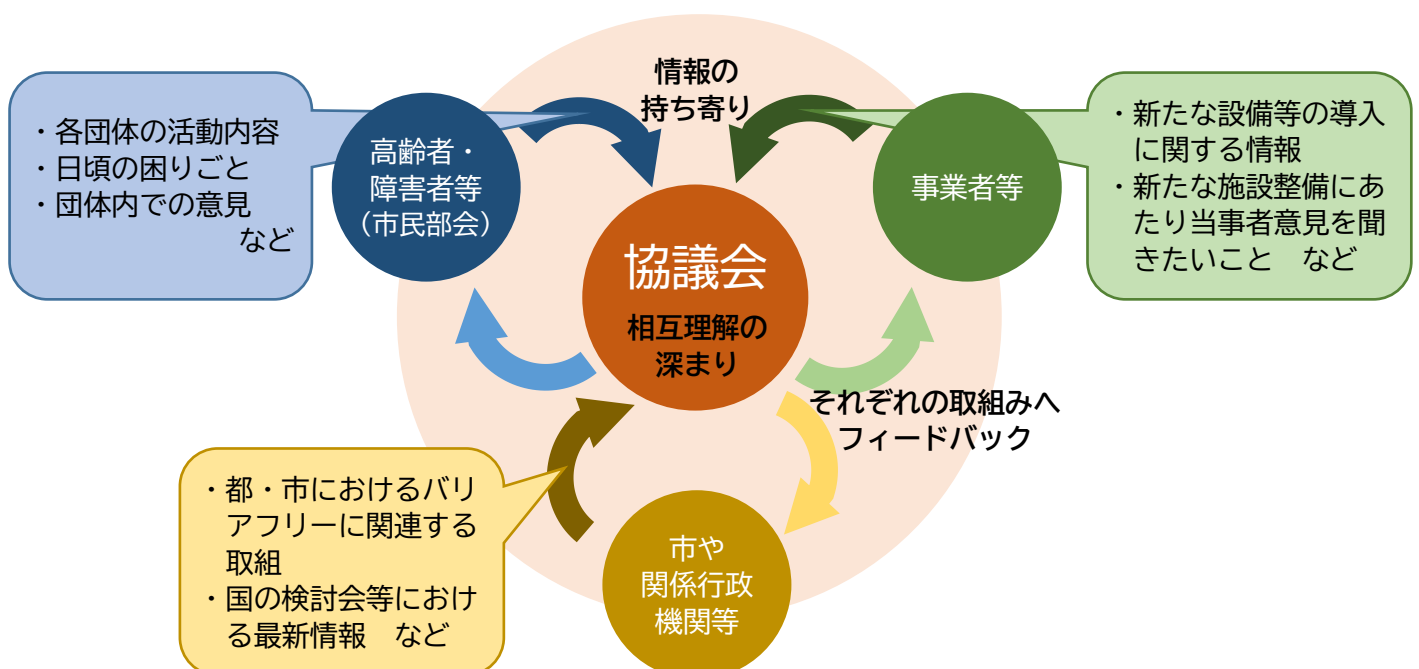 情報の
持ち寄り
・各団体の活動内容
・日頃の困りごと
・団体内での意見
など
高齢者・
障害者等
（市民部会）
事業者等
・新たな設備等の導入
に関する情報
・新たな施設整備にあ
たり当事者意見を聞
きたいこと　など
協議会
相互理解の
深まり
それぞれの取組みへ
フィードバック
・都・市におけるバリ
アフリーに関連する
取組
・国の検討会等におけ
る最新情報　など
市や
関係行政
機関等